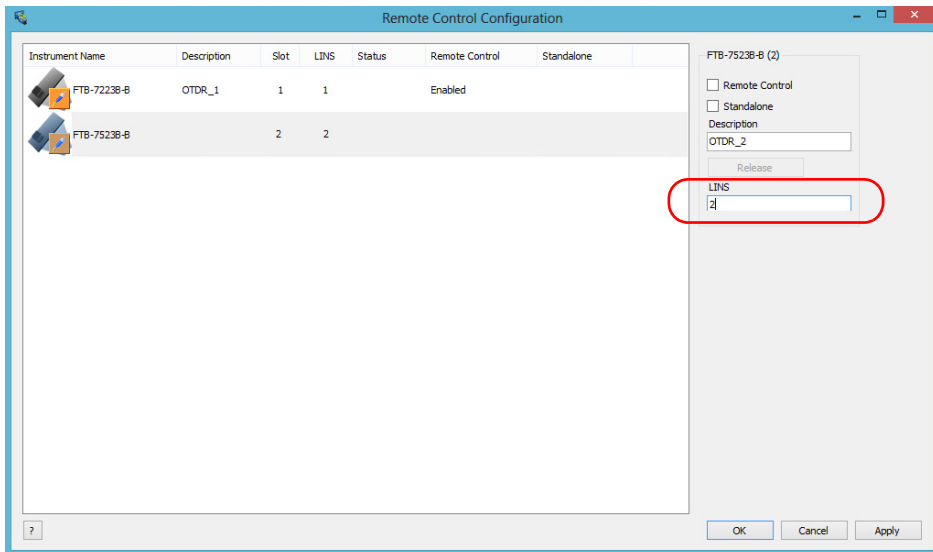 Remote Control Configuration
Instrument Name Description Slot LINS Status Remote Control Standalone
FTB-7223B-B OTDR_1 1 1 Enabled
FTB-7523B-B 2 2
FTB-7523B-B (2)
Remote Control
Standalone
Description
OTDR_2
Release
LINS
2
? OK Cancel Apply